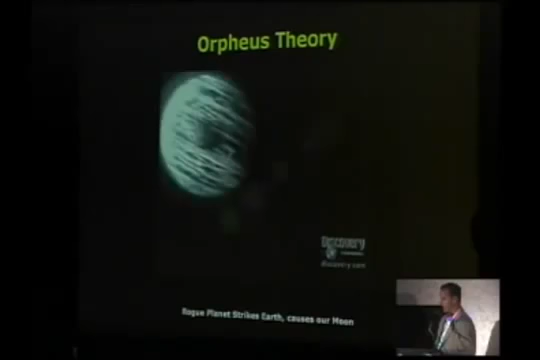 Orpheus Theory
Discovery
discovery.com
Rogue Planet Strikes Earth, causes our Moon